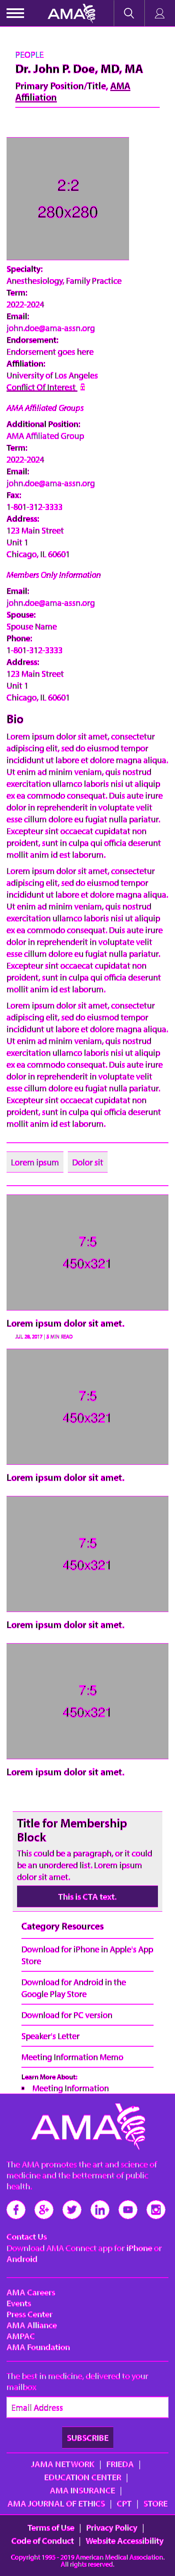 AMA
PEOPLE
Dr. John P. Doe, MD, MA
Primary Position/Title, AMA
Affiliation
2:2
280x280
Specialty:
Anesthesiology, Family Practice
Term:
2022-2024
Email:
john.doe@ama-assn.org
Endorsement:
Endorsement goes here
Affiliation:
University of Los Angeles
Conflict Of Interest
AMA Affiliated Groups
Additional Position:
AMA Affiliated Group
Term:
2022-2024
Email:
john.doe@ama-assn.org
Fax:
1-801-312-3333
Address:
123 Main Street
Unit 1
Chicago, IL 60601
Members Only Information
Email:
john.doe@ama-assn.org
Spouse:
Spouse Name
Phone:
1-801-312-3333
Address:
123 Main Street
Unit 1
Chicago, IL 60601
Bio
Lorem ipsum dolor sit amet, consectetur
adipiscing elit, sed do eiusmod tempor
incididunt ut labore et dolore magna aliqua.
Ut enim ad minim veniam, quis nostrud
exercitation ullamco laboris nisi ut aliquip
ex ea commodo consequat. Duis aute irure
dolor in reprehenderit in voluptate velit
esse cillum dolore eu fugiat nulla pariatur.
Excepteur sint occaecat cupidatat non
proident, sunt in culpa qui officia deserunt
mollit anim id est laborum.
Lorem ipsum dolor sit amet, consectetur
adipiscing elit, sed do eiusmod tempor
incididunt ut labore et dolore magna aliqua.
Ut enim ad minim veniam, quis nostrud
exercitation ullamco laboris nisi ut aliquip
ex ea commodo consequat. Duis aute irure
dolor in reprehenderit in voluptate velit
esse cillum dolore eu fugiat nulla pariatur.
Excepteur sint occaecat cupidatat non
proident, sunt in culpa qui officia deserunt
mollit anim id est laborum.
Lorem ipsum dolor sit amet, consectetur
adipiscing elit, sed do eiusmod tempor
incididunt ut labore et dolore magna aliqua.
Ut enim ad minim veniam, quis nostrud
exercitation ullamco laboris nisi ut aliquip
ex ea commodo consequat. Duis aute irure
dolor in reprehenderit in voluptate velit
esse cillum dolore eu fugiat nulla pariatur.
Excepteur sint occaecat cupidatat non
proident, sunt in culpa qui officia deserunt
mollit anim id est laborum.
Lorem ipsum Dolor sit
7:5
450x321
Lorem ipsum dolor sit amet.
JUL 28, 2017 | 5 MIN READ
7:5
450x321
Lorem ipsum dolor sit amet.
7:5
450x321
Lorem ipsum dolor sit amet.
7:5
450x321
Lorem ipsum dolor sit amet.
Title for Membership
Block
This could be a paragraph, or it could
be an unordered list. Lorem ipsum
dolor sit amet.
This is CTA text.
Category Resources
Download for iPhone in Apple's App
Store
Download for Android in the
Google Play Store
Download for PC version
Speaker's Letter
Meeting Information Memo
Learn More About:
Meeting Information
AMA
The AMA promotes the art and science of
medicine and the betterment of public
health.
Contact Us
Download AMA Connect app for iPhone or
Android
AMA Careers
Events
Press Center
AMA Alliance
AMPAC
AMA Foundation
The best in medicine, delivered to your
mailbox
Email Address
SUBSCRIBE
JAMA NETWORK | FRIEDA |
EDUCATION CENTER |
AMA INSURANCE |
AMA JOURNAL OF ETHICS | CPT | STORE
Terms of Use | Privacy Policy |
Code of Conduct | Website Accessibility
Copyright 1995 - 2019 American Medical Association.
All rights reserved.